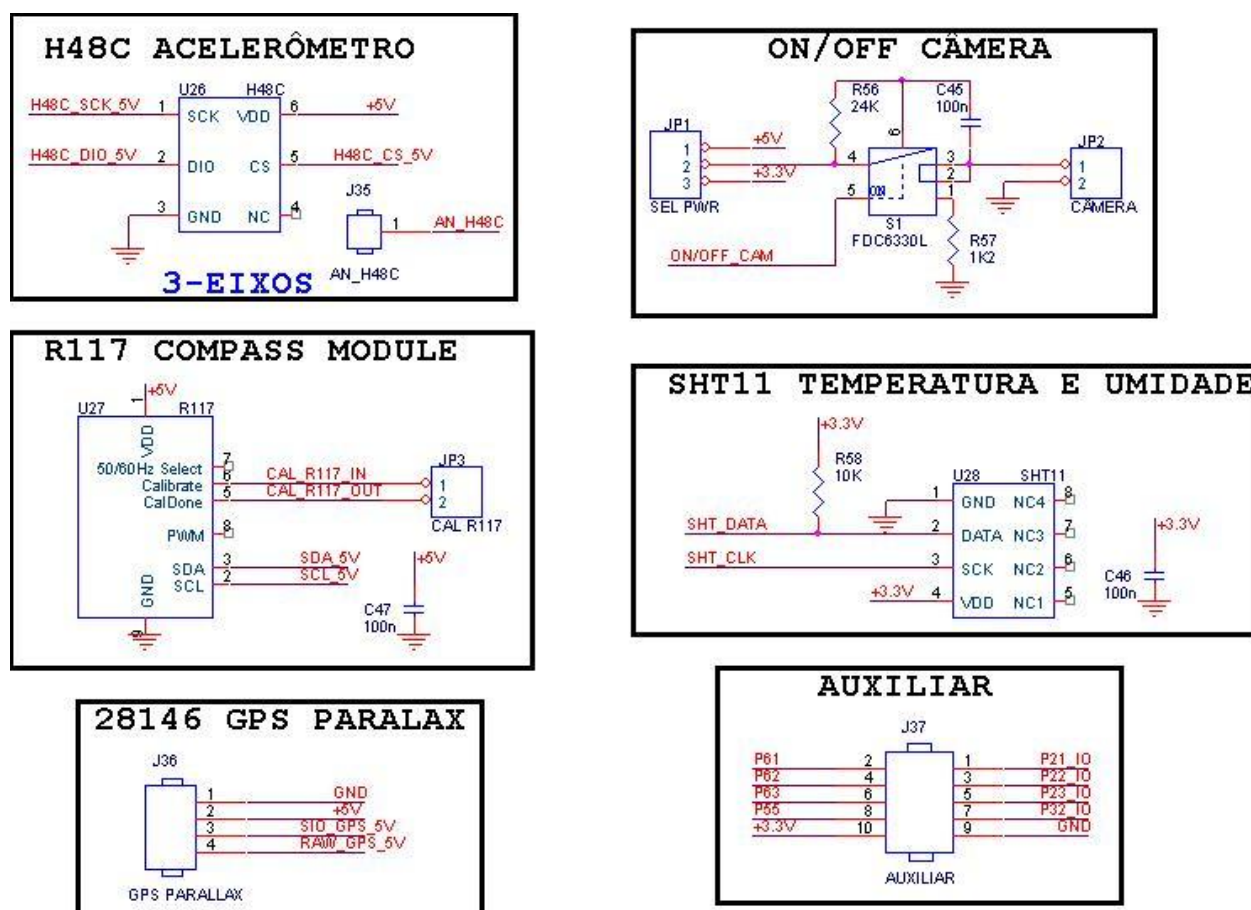 H48C ACELERÔMETRO
U26 H48C
H48C_SCK_5V 1 SCK VDD 6 +5V
H48C_DIO_5V 2 DIO CS 5 H48C_CS_5V
3 GND NC 4
J35
1 AN_H48C
AN_H48C
3-EIXOS
ON/OFF CÂMERA
R56
24K
C45
100n
JP1
1 +5V
2
3 +3.3V
SEL PWR
6
4 3
2
5 ON 1
S1
FDC6330L
JP2
1
2
CÂMERA
R57
1K2
ON/OFF_CAM
R117 COMPASS MODULE
+5V
1
U27 R117
VDD
50/60Hz Select 7
Calibrate 6 CAL_R117_IN
CalDone 5 CAL_R117_OUT
JP3
1
2
CAL R117
PWM 8
SDA 3 SDA_5V
SCL 2 SCL_5V
GND
9
+5V
C47
100n
SHT11 TEMPERATURA E UMIDADE
+3.3V
R58
10K
U28 SHT11
1 GND NC4 8
SHT_DATA 2 DATA NC3 7
SHT_CLK 3 SCK NC2 6
+3.3V 4 VDD NC1 5
+3.3V
C46
100n
28146 GPS PARALAX
J36
1 GND
2 +5V
3 SIO_GPS_5V
4 RAW_GPS_5V
GPS PARALLAX
AUXILIAR
J37
P61 2 1 P21_IO
P62 4 3 P22_IO
P63 6 5 P23_IO
P55 8 7 P32_IO
+3.3V 10 9 GND
AUXILIAR